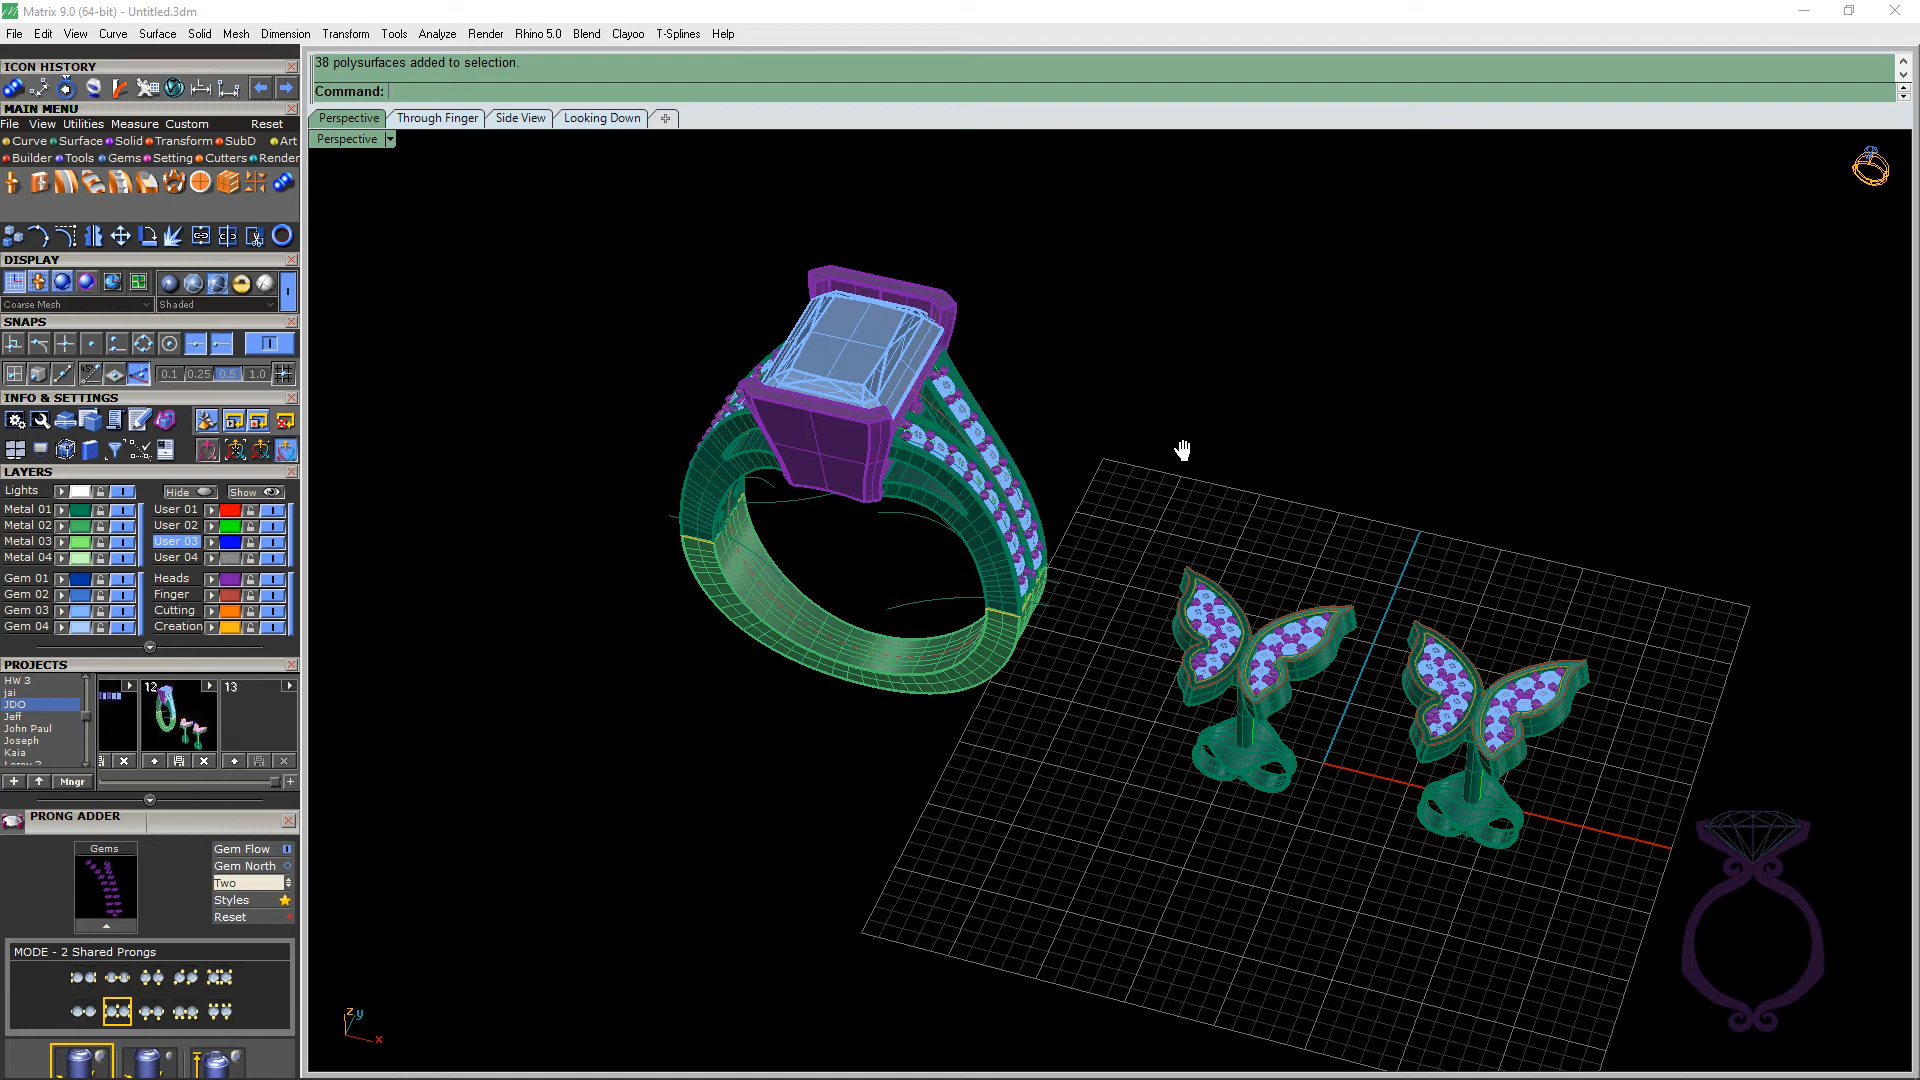 Matrix 9.0 (64-bit) - Untitled.3dm
File Edit View Curve Surface Solid Mesh Dimension Transform Tools Analyze Render Rhino 5.0 Blend Clayoo T-Splines Help
ICON HISTORY
38 polysurfaces added to selection.
Command:
MAIN MENU
File View Utilities Measure Custom Reset
Perspective Through Finger Side View Looking Down
Perspective
Curve Surface Solid Transform SubD Art
Builder Tools Gems Setting Cutters Render
DISPLAY
Coarse Mesh Shaded
SNAPS
0.1 0.25 0.5 1.0
INFO & SETTINGS
LAYERS
Lights Hide Show
Metal 01 User 01
Metal 02 User 02
Metal 03 User 03
Metal 04 User 04
Gem 01 Heads
Gem 02 Finger
Gem 03 Cutting
Gem 04 Creation
PROJECTS
HW 3
jai
JDO
Jeff
John Paul
Joseph
Kaia
12 13
Mngr
PRONG ADDER
Gems
Gem Flow
Gem North
Two
Styles
Reset
MODE - 2 Shared Prongs
z y
x